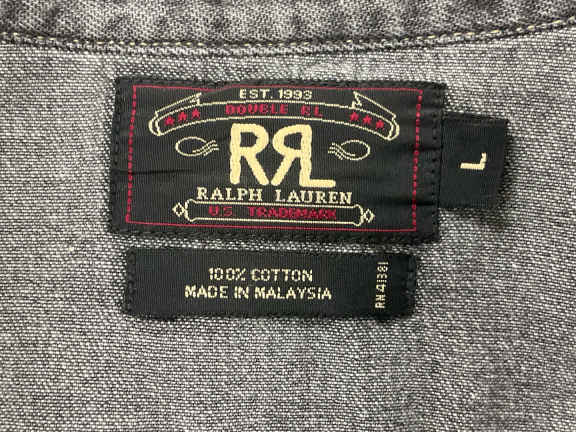 EST. 1993
★★★ DOUBLE RL ★★★
RRL
RALPH LAUREN
U.S. TRADEMARK
L
100% COTTON
MADE IN MALAYSIA
RN 41381